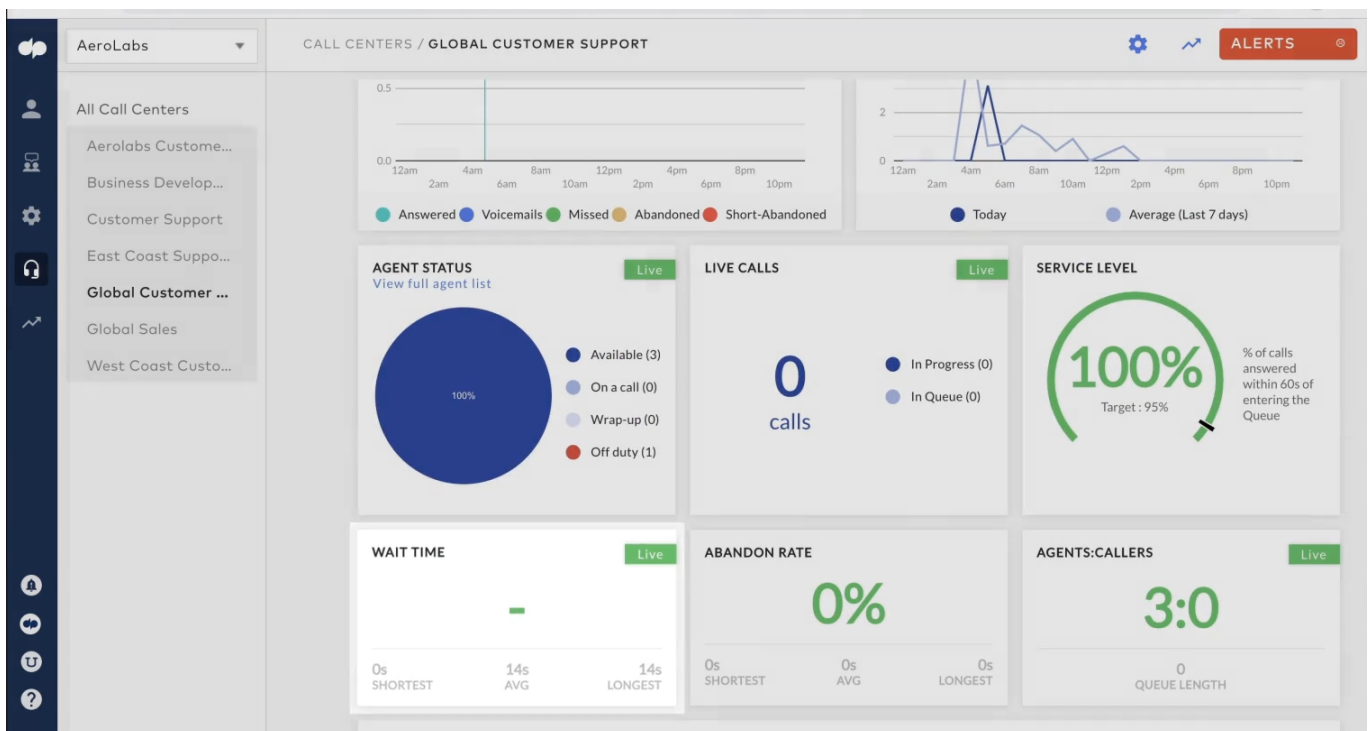 AeroLabs
CALL CENTERS / GLOBAL CUSTOMER SUPPORT
ALERTS
All Call Centers
Aerolabs Custome...
Business Develop...
Customer Support
East Coast Suppo...
Global Customer ...
Global Sales
West Coast Custo...
0.5
0.0
12am 4am 8am 12pm 4pm 8pm
2am 6am 10am 2pm 6pm 10pm
Answered Voicemails Missed Abandoned Short-Abandoned
2
0
12am 4am 8am 12pm 4pm 8pm
2am 6am 10am 2pm 6pm 10pm
Today Average (Last 7 days)
AGENT STATUS Live
View full agent list
100%
Available (3)
On a call (0)
Wrap-up (0)
Off duty (1)
LIVE CALLS Live
0
calls
In Progress (0)
In Queue (0)
SERVICE LEVEL
100%
Target : 95%
% of calls
answered
within 60s of
entering the
Queue
WAIT TIME Live
-
0s 14s 14s
SHORTEST AVG LONGEST
ABANDON RATE
0%
0s 0s 0s
SHORTEST AVG LONGEST
AGENTS:CALLERS Live
3:0
0
QUEUE LENGTH